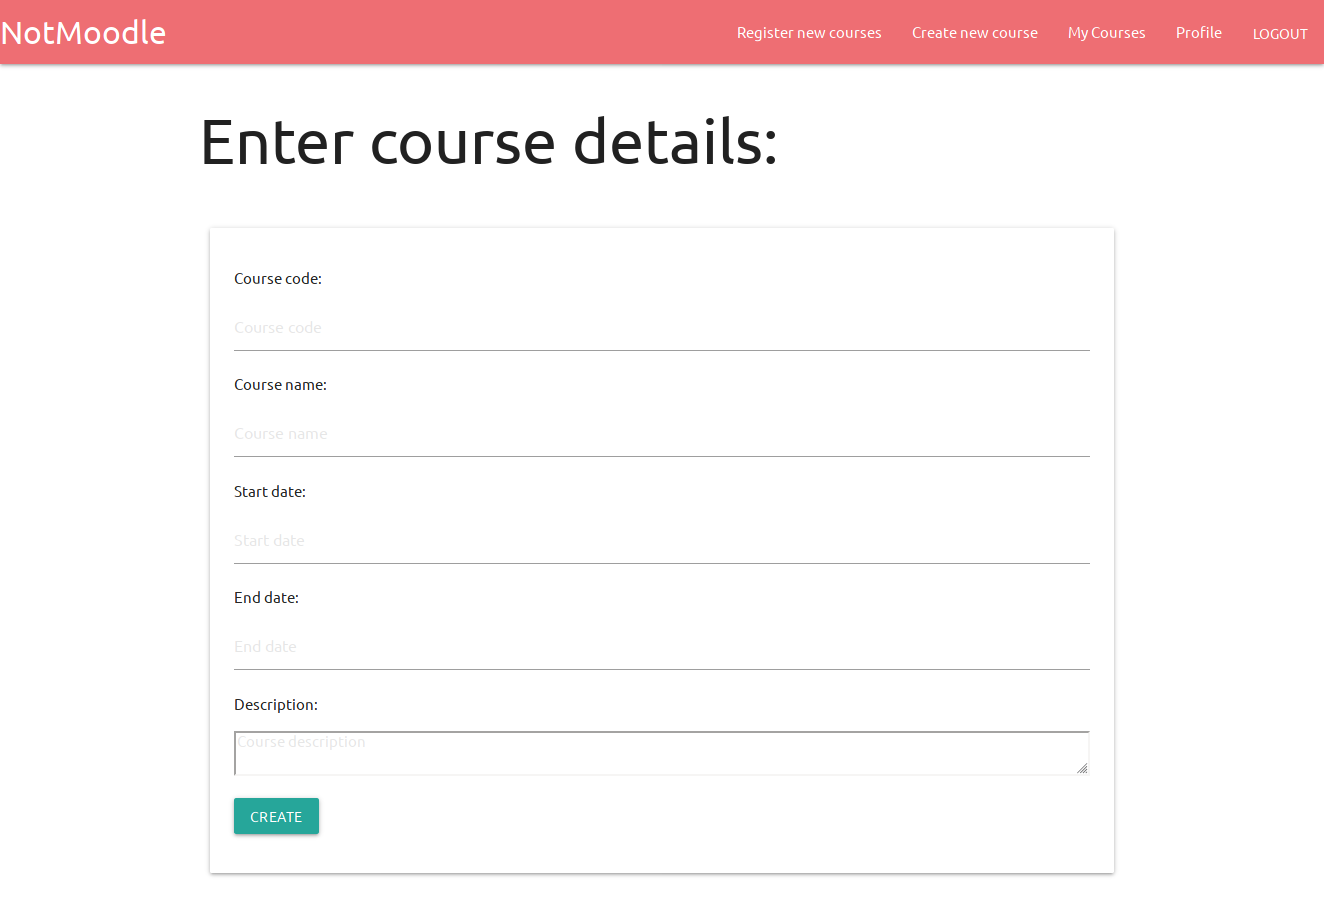 NotMoodle
Register new courses Create new course My Courses Profile LOGOUT
Enter course details:
Course code:
Course code
Course name:
Course name
Start date:
Start date
End date:
End date
Description:
Course description
CREATE